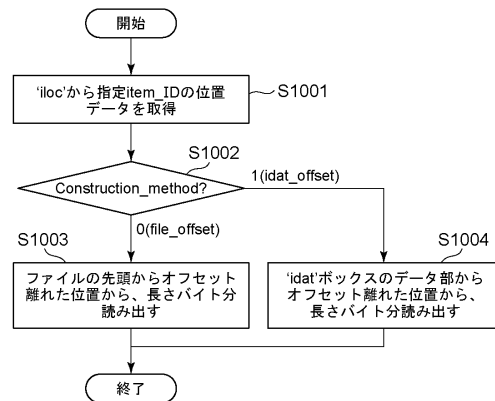 開始
‘iloc’から指定item_IDの位置
データを取得
S1001
S1002
Construction_method?
1(idat_offset)
0(file_offset)
S1003
S1004
ファイルの先頭からオフセット
離れた位置から、長さバイト分
読み出す
‘idat’ボックスのデータ部から
オフセット離れた位置から、
長さバイト分読み出す
終了